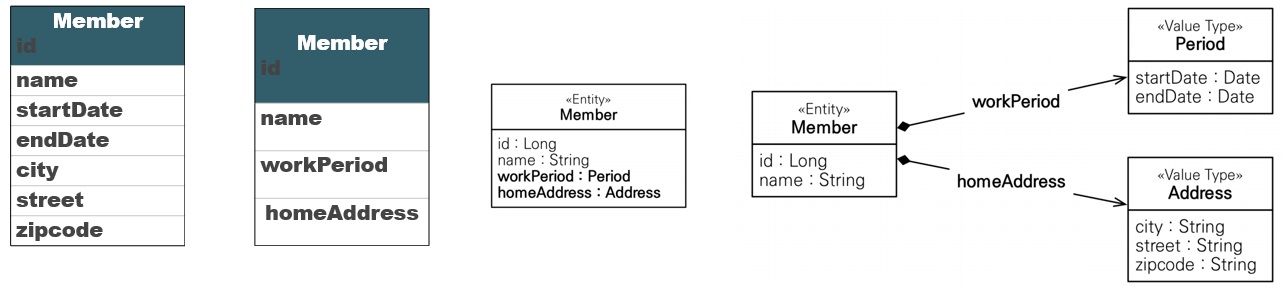 Member
id
name
startDate
endDate
city
street
zipcode
Member
id
name
workPeriod
homeAddress
«Entity»
Member
id : Long
name : String
workPeriod : Period
homeAddress : Address
«Entity»
Member
id : Long
name : String
workPeriod
homeAddress
«Value Type»
Period
startDate : Date
endDate : Date
«Value Type»
Address
city : String
street : String
zipcode : String